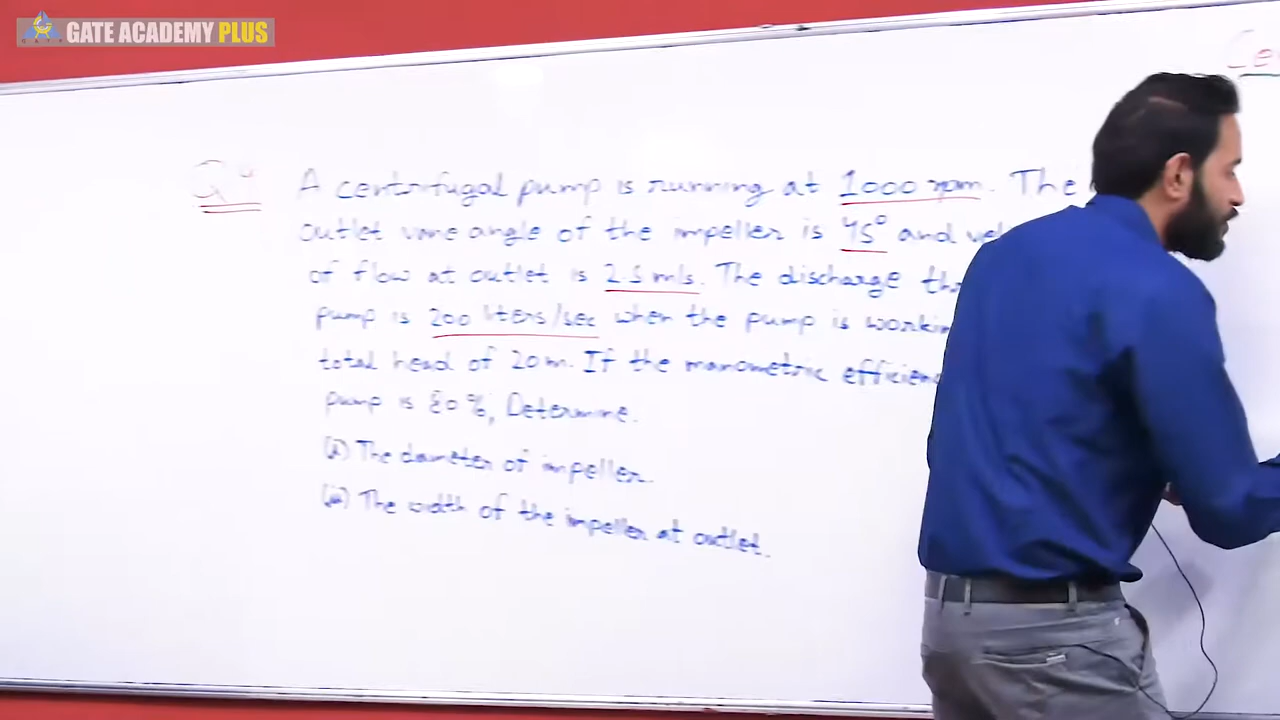 GATE ACADEMY PLUS
A centrifugal pump is running at 1000 rpm. The
outlet vane angle of the impeller is 45° and vel
of flow at outlet is 2.5 m/s. The discharge th
pump is 200 liters/sec when the pump is workin
total head of 20m. If the manometric efficien
pump is 80%, Determine.
(i) The diameter of impeller.
(ii) The width of the impeller at outlet.